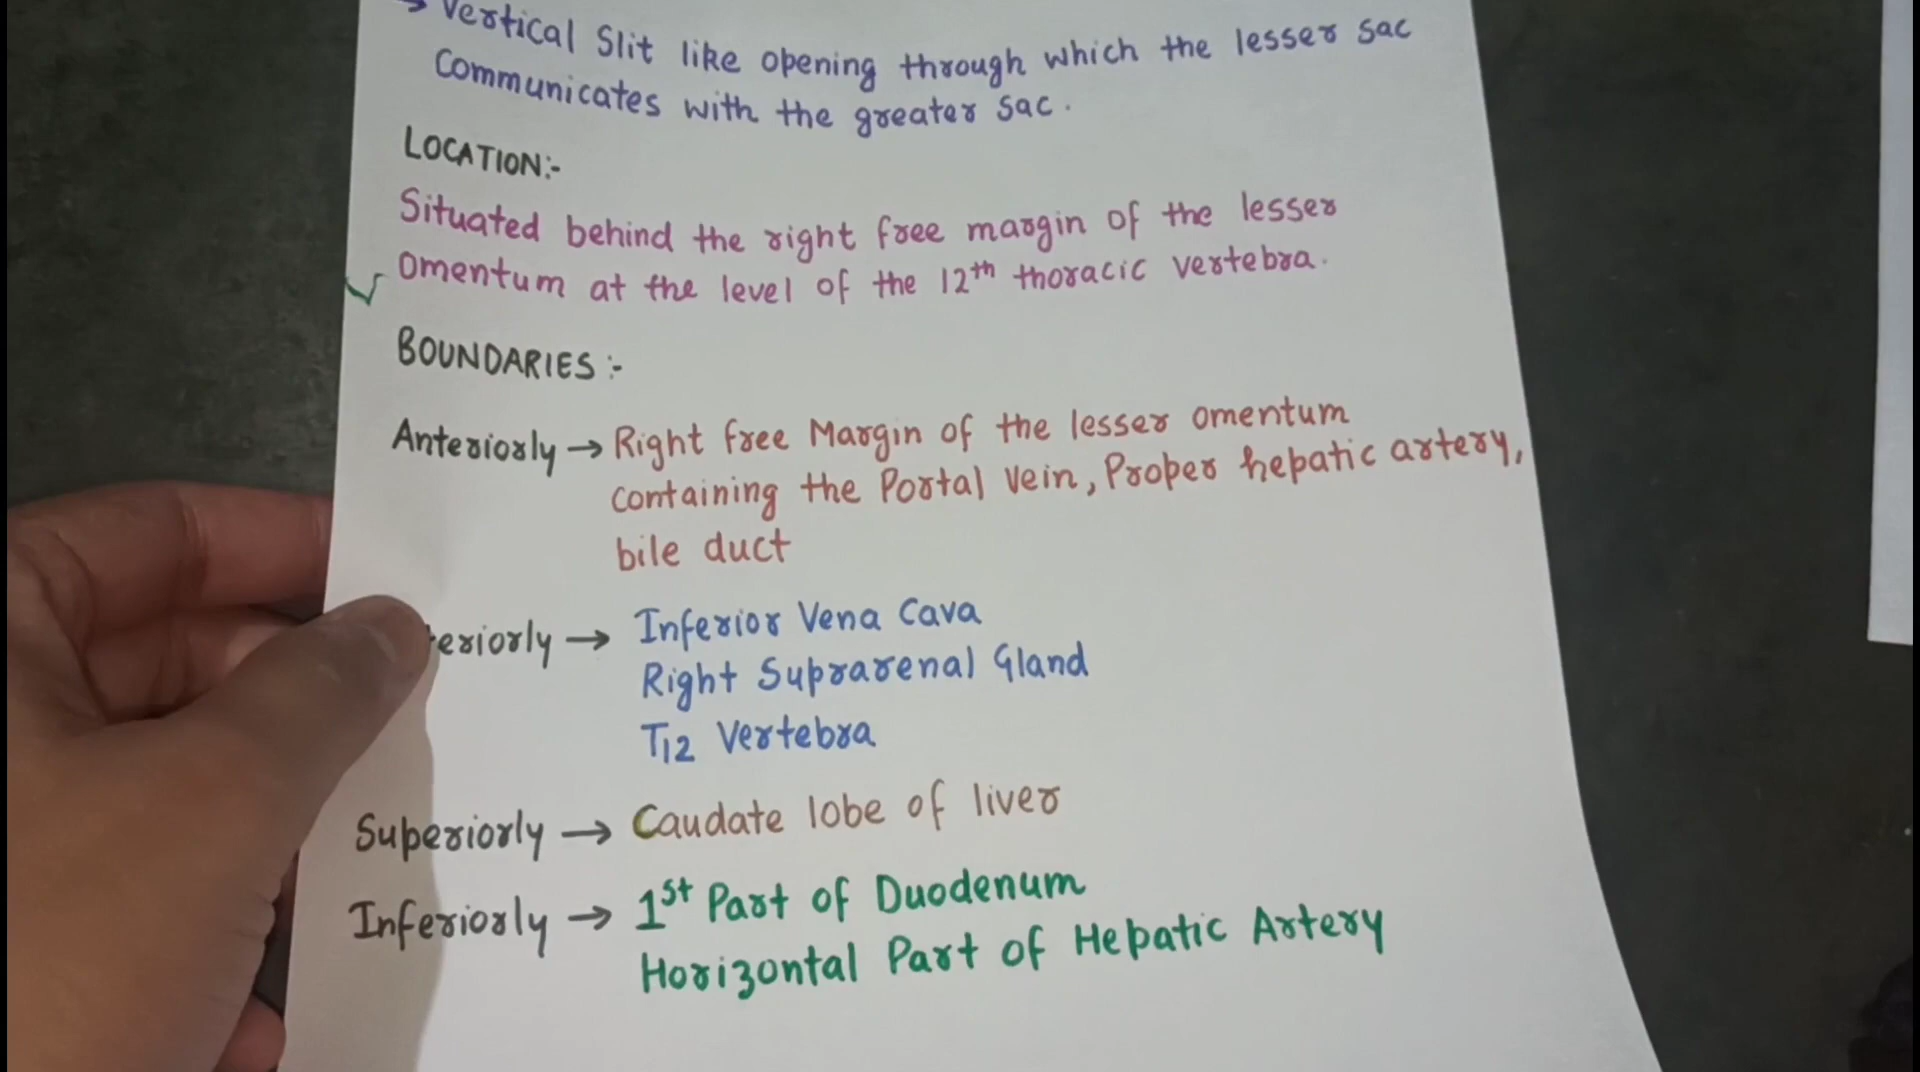 → Vertical Slit like opening through which the lesser sac
Communicates with the greater sac.
LOCATION:-
Situated behind the right free margin of the lesser
Omentum at the level of the 12th thoracic vertebra.
BOUNDARIES :-
Anteriorly → Right free Margin of the lesser omentum
containing the Portal vein, Proper hepatic artery,
bile duct
teriorly → Inferior Vena Cava
Right Suprarenal Gland
T12 Vertebra
Superiorly → Caudate lobe of liver
Inferiorly → 1st Part of Duodenum
Horizontal Part of Hepatic Artery